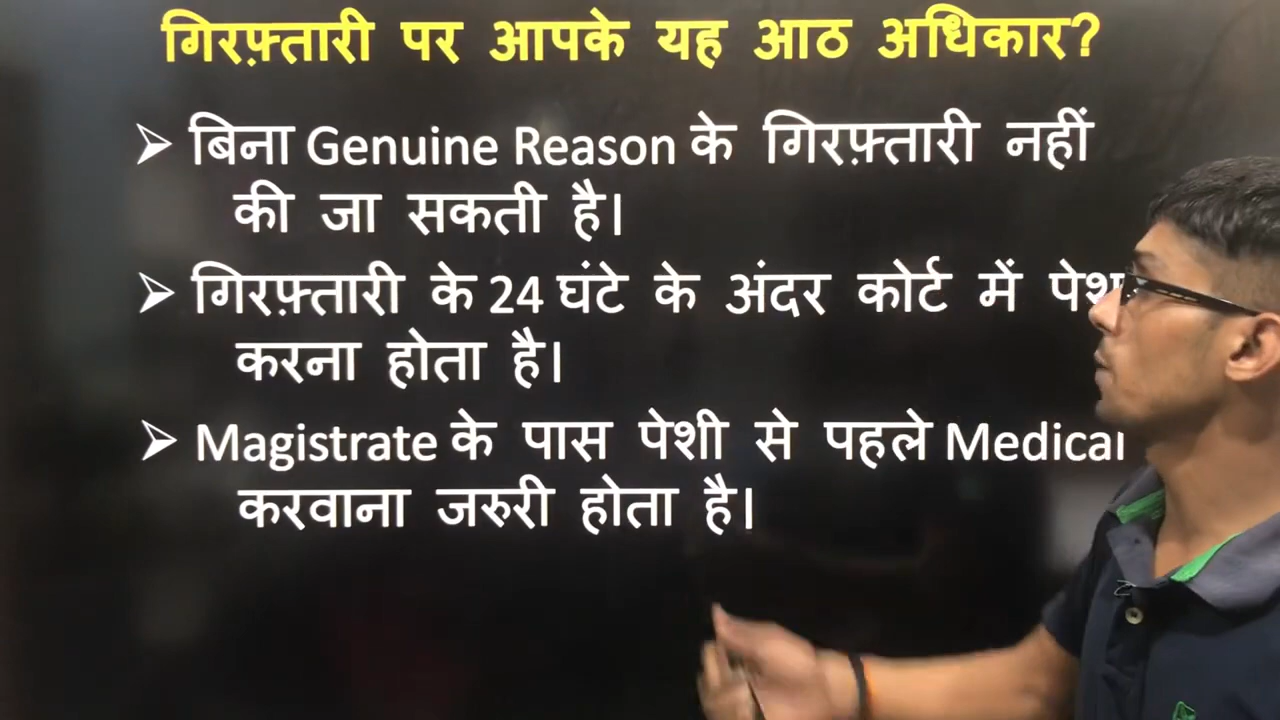 गिरफ़्तारी पर आपके यह आठ अधिकार?
➢ बिना Genuine Reason के गिरफ़्तारी नहीं
की जा सकती है।
➢ गिरफ़्तारी के 24 घंटे के अंदर कोर्ट में पेश
करना होता है।
➢ Magistrate के पास पेशी से पहले Medical
करवाना जरुरी होता है।